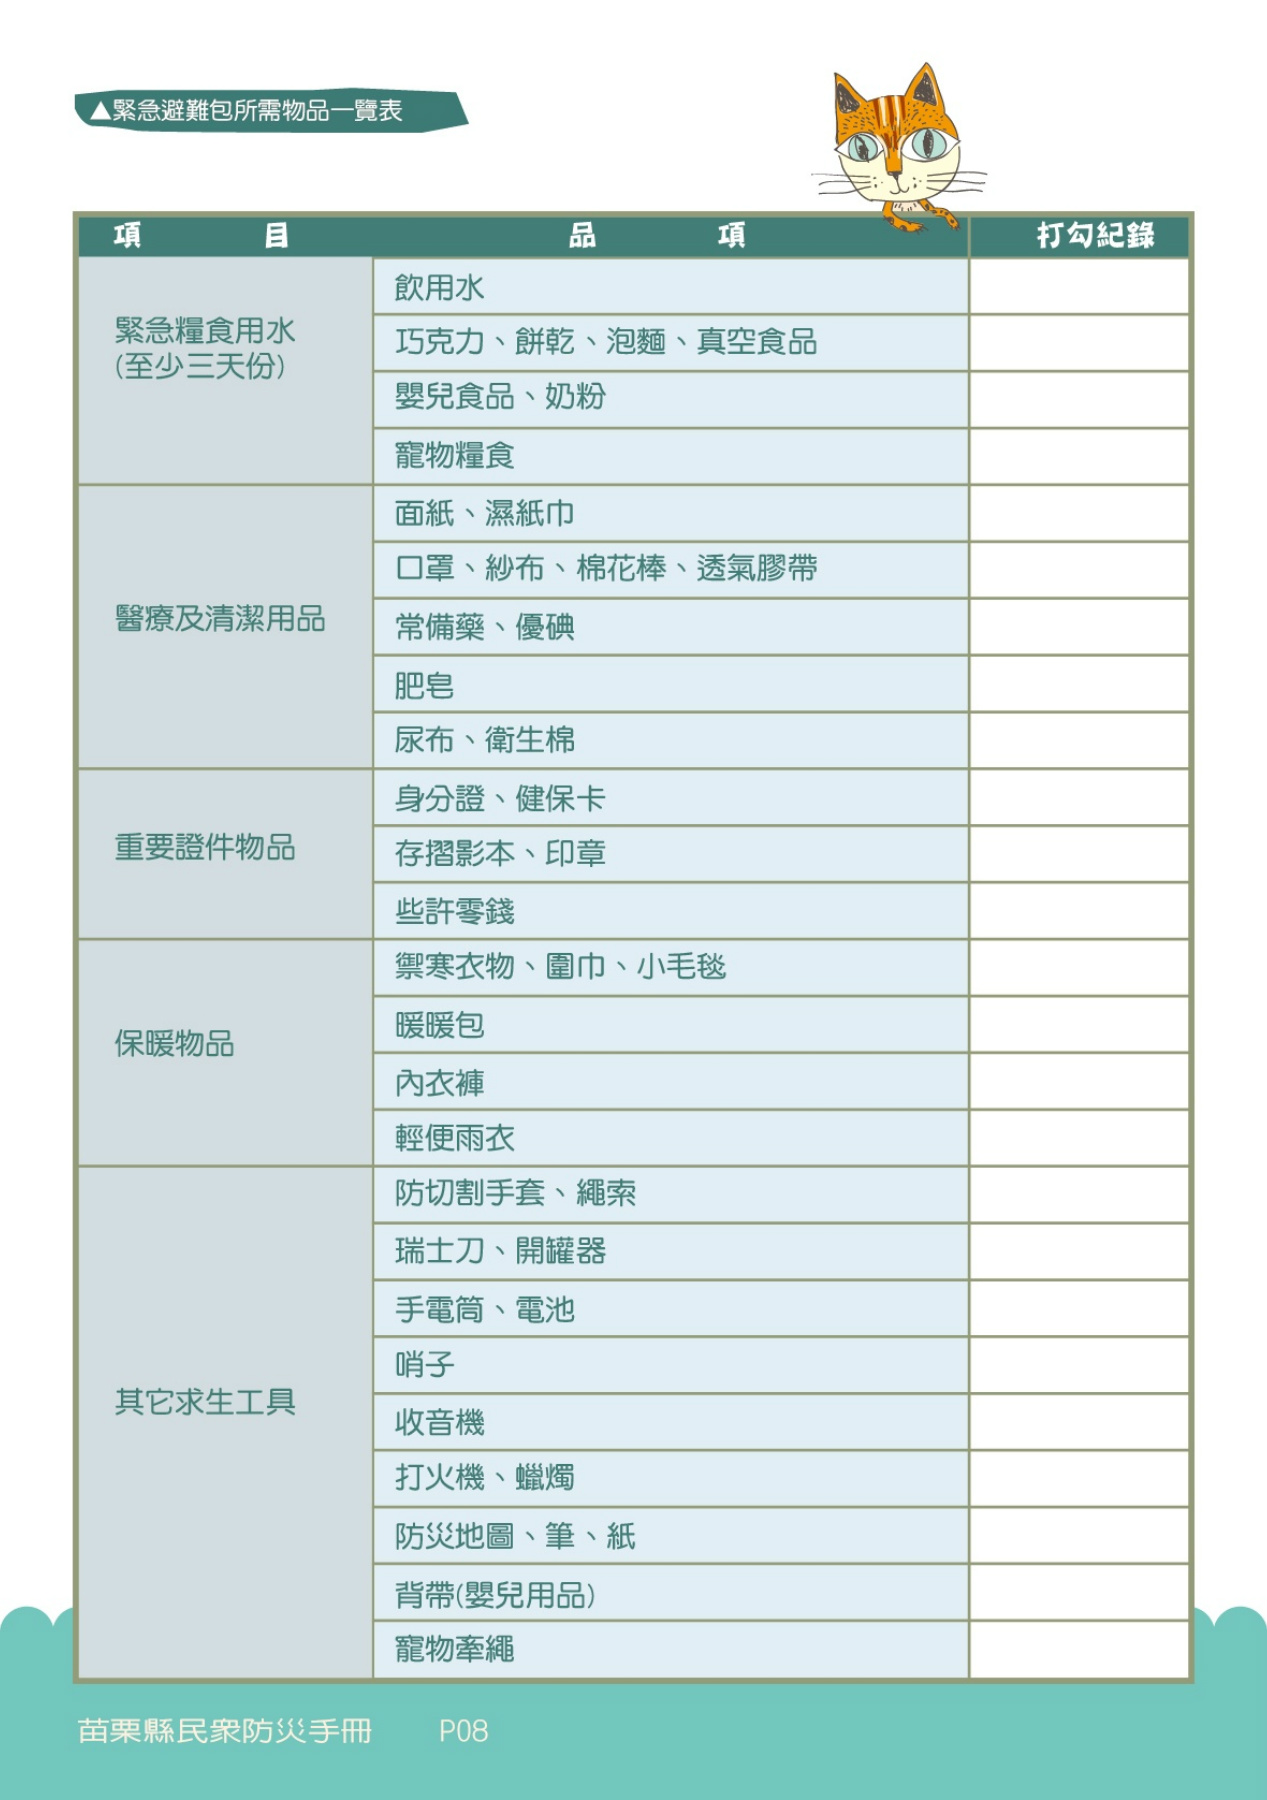 ▲緊急避難包所需物品一覽表
項目 品項 打勾紀錄
緊急糧食用水
(至少三天份)
飲用水
巧克力、餅乾、泡麵、真空食品
嬰兒食品、奶粉
寵物糧食
醫療及清潔用品
面紙、濕紙巾
口罩、紗布、棉花棒、透氣膠帶
常備藥、優碘
肥皂
尿布、衛生棉
重要證件物品
身分證、健保卡
存摺影本、印章
些許零錢
保暖物品
禦寒衣物、圍巾、小毛毯
暖暖包
內衣褲
輕便雨衣
其它求生工具
防切割手套、繩索
瑞士刀、開罐器
手電筒、電池
哨子
收音機
打火機、蠟燭
防災地圖、筆、紙
背帶(嬰兒用品)
寵物牽繩
苗栗縣民眾防災手冊 P08